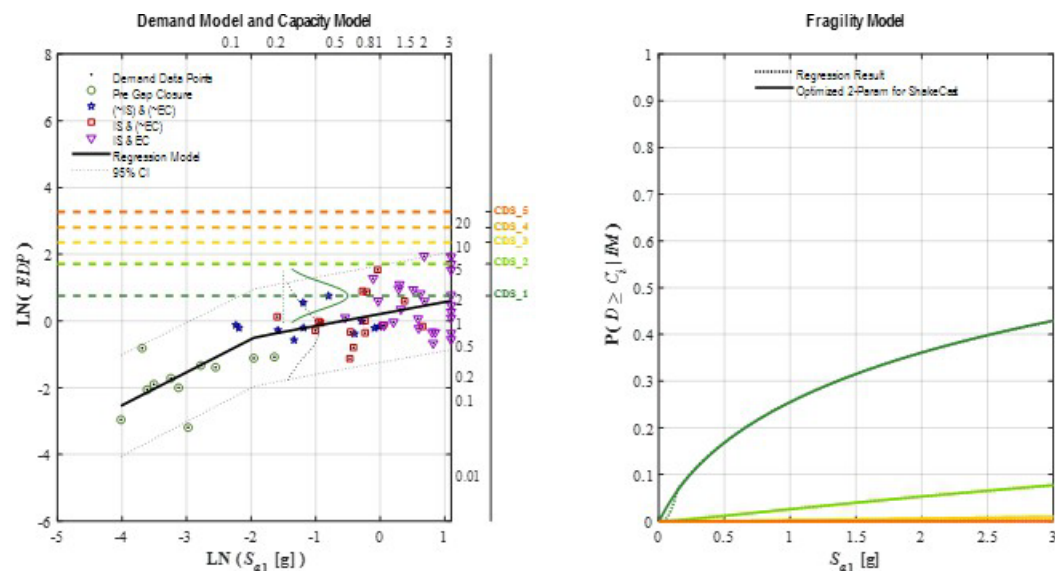 Demand Model and Capacity Model
0.1 0.2 0.5 0.8 1 1.5 2 3
8
6
4
2
0
-2
-4
-6
LN(EDP)
Demand Data Points
Pre Gap Closure
(~IS) & (~EC)
IS & (~EC)
IS & EC
Regression Model
95% CI
CDS_5
20 CDS_4
10 CDS_3
5 CDS_2
CDS_1
2
1
0.5
0.2
0.1
0.01
-5 -4 -3 -2 -1 0 1
LN (Sa1 [g])
Fragility Model
1
0.9
0.8
0.7
0.6
0.5
0.4
0.3
0.2
0.1
0
P( D ≥ Ci | IM)
Regression Result
Optimized 2-Param for ShakeCast
0 0.5 1 1.5 2 2.5 3
Sa1 [g]